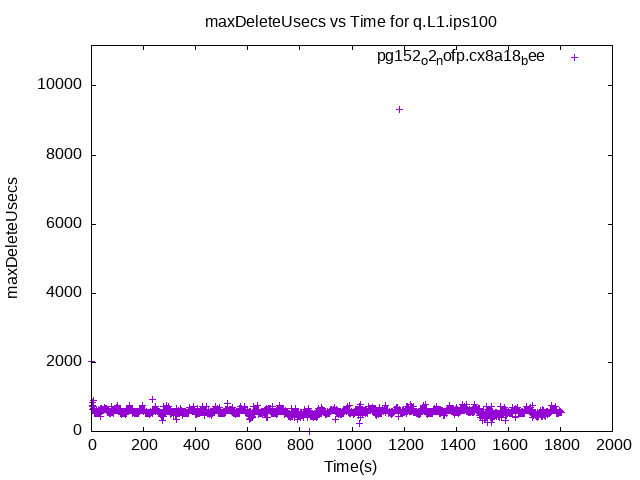 maxDeleteUsecs vs Time for q.L1.ips100
pg152o2nofp.cx8a18bee
10000
8000
6000
4000
2000
0
maxDeleteUsecs
0 200 400 600 800 1000 1200 1400 1600 1800 2000
Time(s)